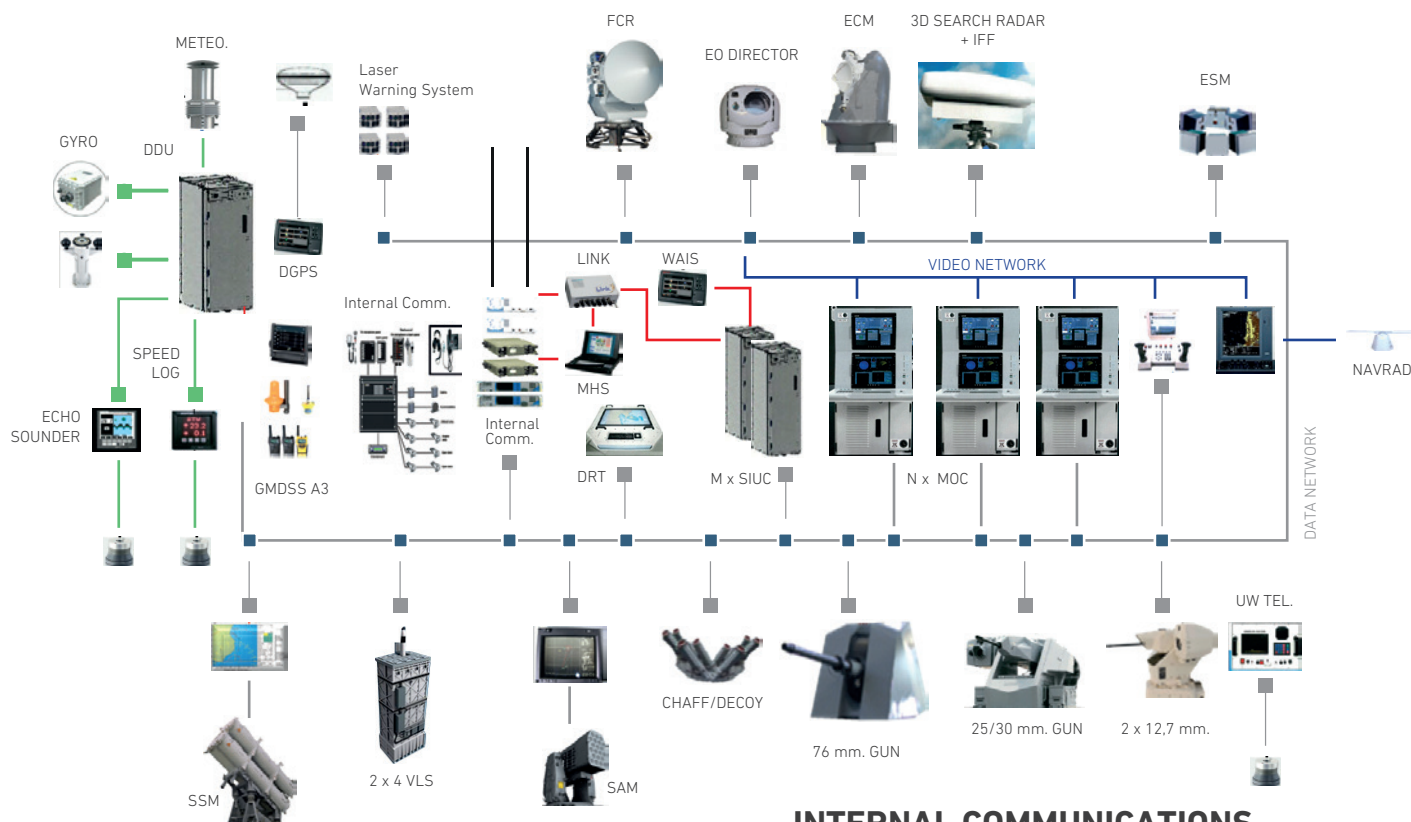 FCR
ECM
3D SEARCH RADAR
+ IFF
METEO.
EO DIRECTOR
Laser
Warning System
ESM
GYRO
DDU
DGPS
LINK
WAIS
VIDEO NETWORK
Internal Comm.
SPEED
LOG
MHS
NAVRAD
ECHO
SOUNDER
Internal
Comm.
GMDSS A3
DRT
M x SIUC
N x MOC
DATA NETWORK
UW TEL.
CHAFF/DECOY
76 mm. GUN
25/30 mm. GUN
2 x 12,7 mm.
2 x 4 VLS
SSM
SAM
INTERNAL COMMUNICATIONS